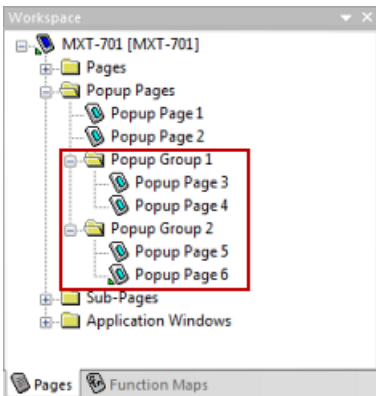 Workspace
MXT-701 [MXT-701]
Pages
Popup Pages
Popup Page 1
Popup Page 2
Popup Group 1
Popup Page 3
Popup Page 4
Popup Group 2
Popup Page 5
Popup Page 6
Sub-Pages
Application Windows
Pages Function Maps